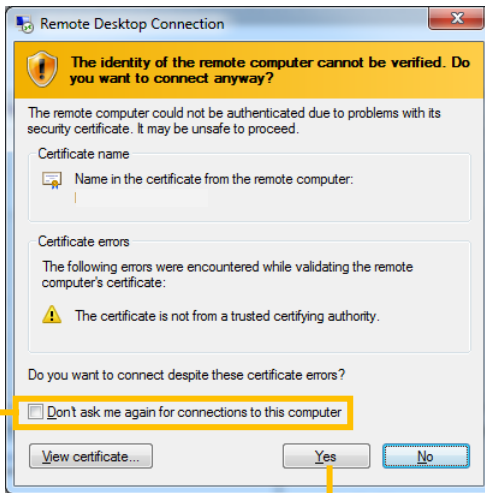 Remote Desktop Connection
The identity of the remote computer cannot be verified. Do
you want to connect anyway?
The remote computer could not be authenticated due to problems with its
security certificate. It may be unsafe to proceed.
Certificate name
Name in the certificate from the remote computer:
Certificate errors
The following errors were encountered while validating the remote
computer's certificate:
The certificate is not from a trusted certifying authority.
Do you want to connect despite these certificate errors?
Don't ask me again for connections to this computer
View certificate...
Yes
No